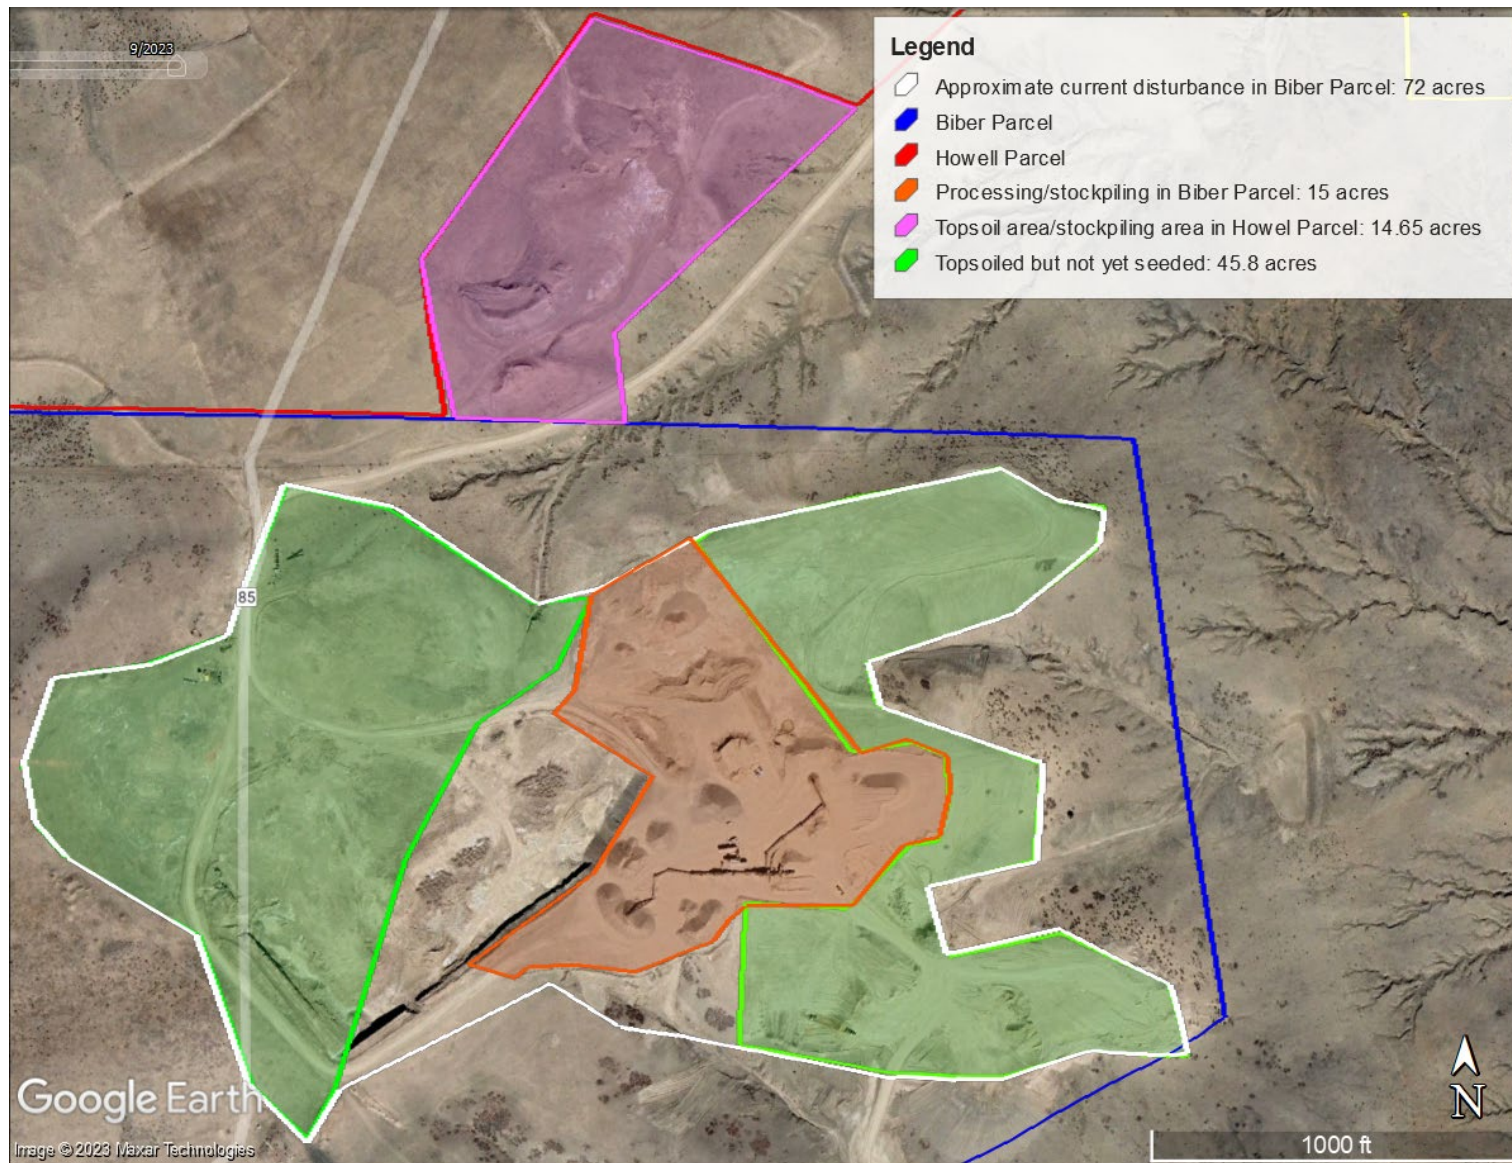 9/2023
Legend
Approximate current disturbance in Biber Parcel: 72 acres
Biber Parcel
Howell Parcel
Processing/stockpiling in Biber Parcel: 15 acres
Topsoil area/stockpiling area in Howel Parcel: 14.65 acres
Topsoiled but not yet seeded: 45.8 acres
85
Google Earth
N
Image © 2023 Maxar Technologies
1000 ft